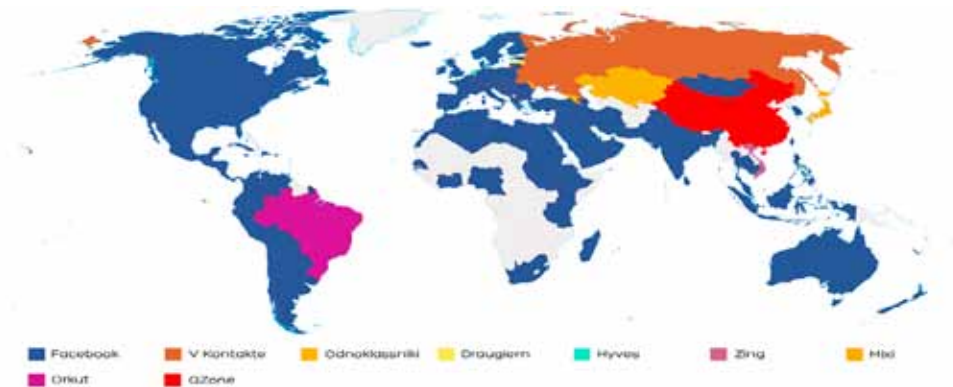 Facebook V Kontakte Odnoklassniki Draugiem Hyves Zing Mixi
Orkut QZone